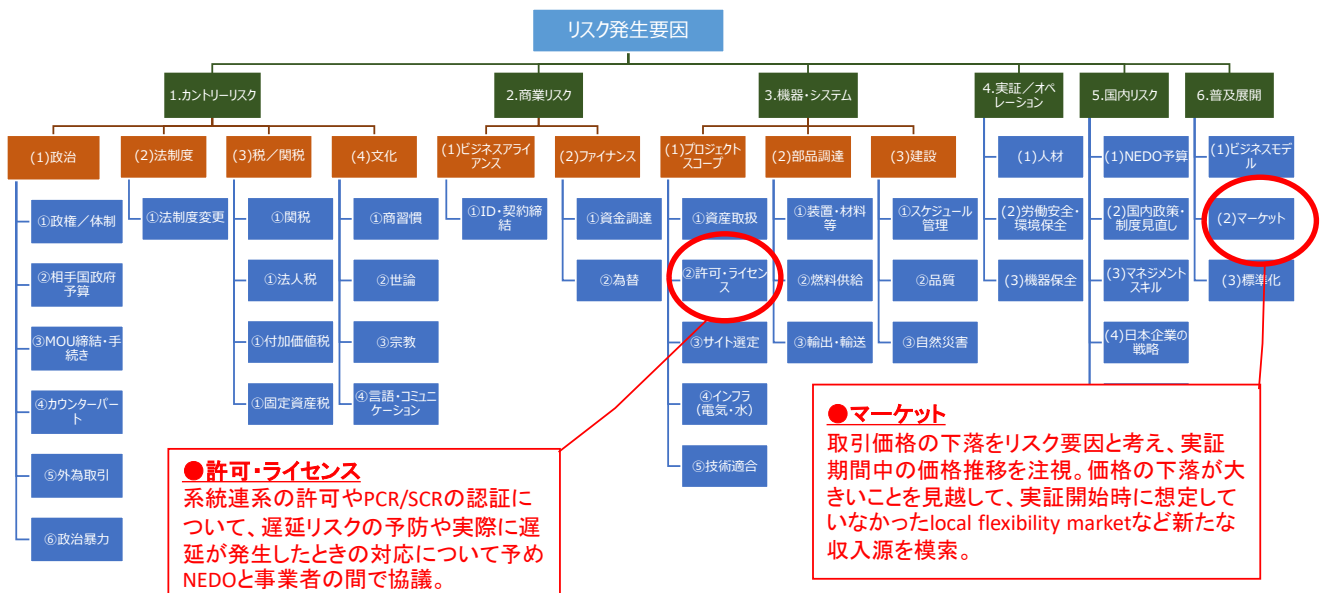 リスク発生要因
1.カントリーリスク
2.商業リスク
3.機器・システム
4.実証／オペ
レーション
5.国内リスク
6.普及展開
(1)政治
(2)法制度
(3)税／関税
(4)文化
(1)ビジネスアライ
アンス
(2)ファイナンス
(1)プロジェクト
スコープ
(2)部品調達
(3)建設
(1)人材
(1)NEDO予算
(1)ビジネスモデ
ル
①政権／体制
①法制度変更
①関税
①商習慣
①ID・契約締
結
①資金調達
①資産取扱
①装置・材料
等
①スケジュール
管理
(2)労働安全・
環境保全
(2)国内政策・
制度見直し
(2)マーケット
②相手国政府
予算
①法人税
②世論
②為替
②許可・ライセン
ス
②燃料供給
②品質
(3)機器保全
(3)マネジメント
スキル
(3)標準化
③MOU締結・手
続き
①付加価値税
③宗教
③サイト選定
③輸出・輸送
③自然災害
(4)日本企業の
戦略
④カウンターパー
ト
①固定資産税
④言語・コミュニ
ケーション
④インフラ
（電気・水）
⑤外為取引
⑤技術適合
⑥政治暴力
●許可・ライセンス
系統連系の許可やPCR/SCRの認証につ
いて、遅延リスクの予防や実際に遅
延が発生したときの対応について予め
NEDOと事業者の間で協議。
●マーケット
取引価格の下落をリスク要因と考え、実証
期間中の価格推移を注視。価格の下落が大
きいことを見越して、実証開始時に想定して
いなかったlocal flexibility marketなど新たな
収入源を模索。